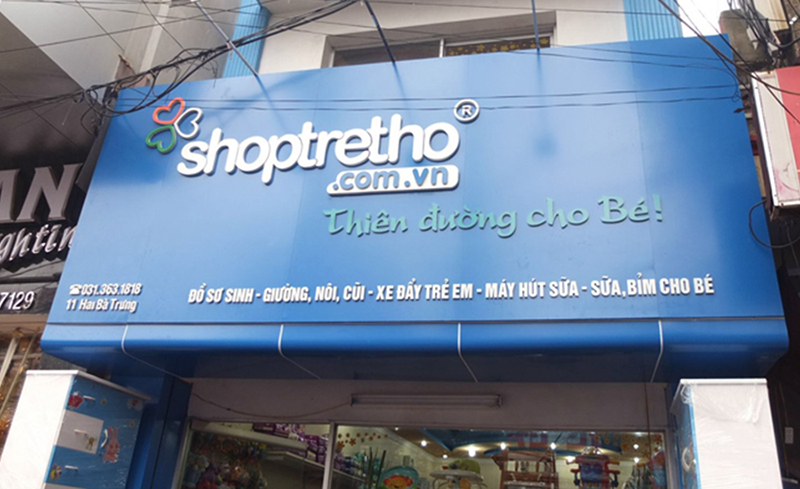 shoptretho®
.com.vn
Thiên đường cho Bé!
☎031.363.1818
11 Hai Bà Trưng
ĐỒ SƠ SINH - GIƯỜNG, NÔI, CŨI - XE ĐẨY TRẺ EM - MÁY HÚT SỮA - SỮA, BỈM CHO BÉ
7129